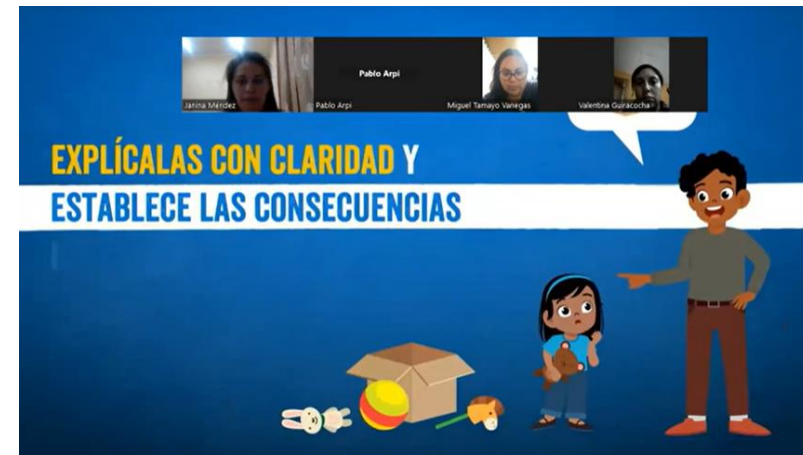 Pablo Arpi
Janina Méndez
Pablo Arpi
Miguel Tamayo Vanegas
Valentina Guiracocha
EXPLÍCALAS CON CLARIDAD Y
ESTABLECE LAS CONSECUENCIAS